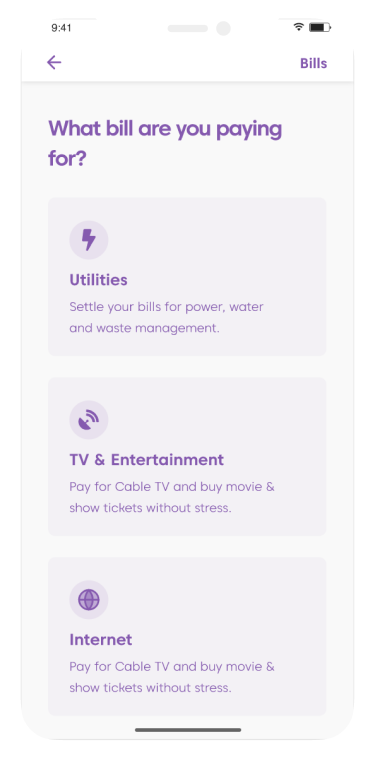 9:41
Bills
What bill are you paying
for?
Utilities
Settle your bills for power, water
and waste management.
TV & Entertainment
Pay for Cable TV and buy movie &
show tickets without stress.
Internet
Pay for Cable TV and buy movie &
show tickets without stress.